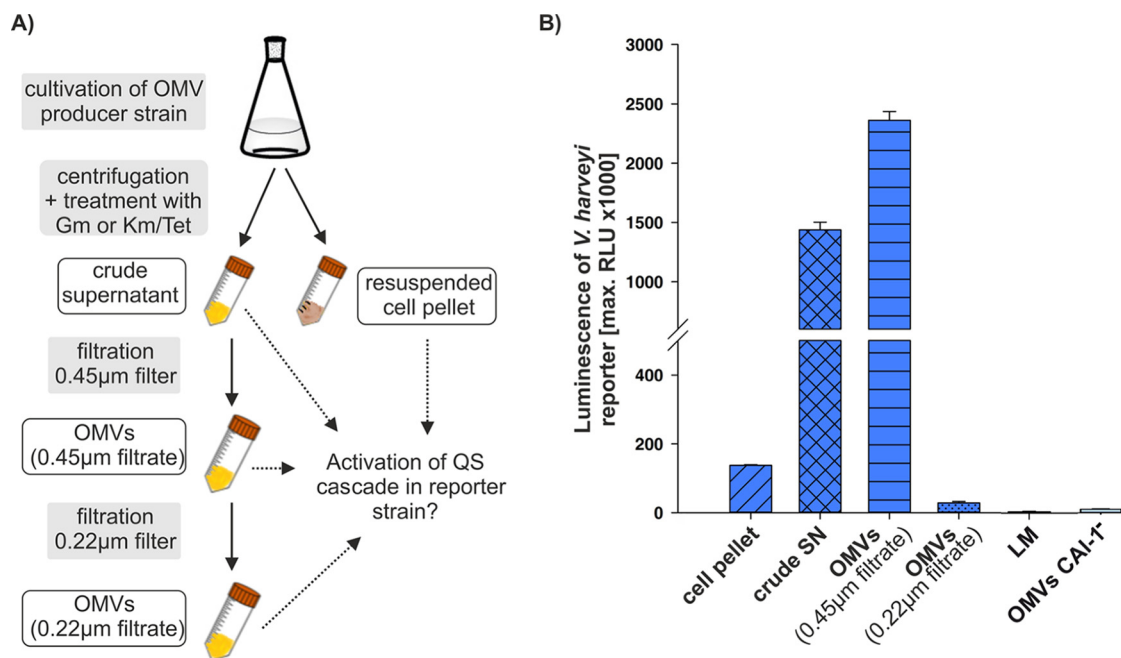 A)
cultivation of OMV
producer strain
centrifugation
+ treatment with
Gm or Km/Tet
crude
supernatant
resuspended
cell pellet
filtration
0.45µm filter
OMVs
(0.45µm filtrate)
Activation of QS
cascade in reporter
strain?
filtration
0.22µm filter
OMVs
(0.22µm filtrate)
B)
Luminescence of V. harveyi
reporter [max. RLU x1000]
3000
2500
2000
1500
1000
400
200
0
cell pellet
crude SN
OMVs
(0.45µm filtrate)
OMVs
(0.22µm filtrate)
LM
OMVs CAI-1⁻